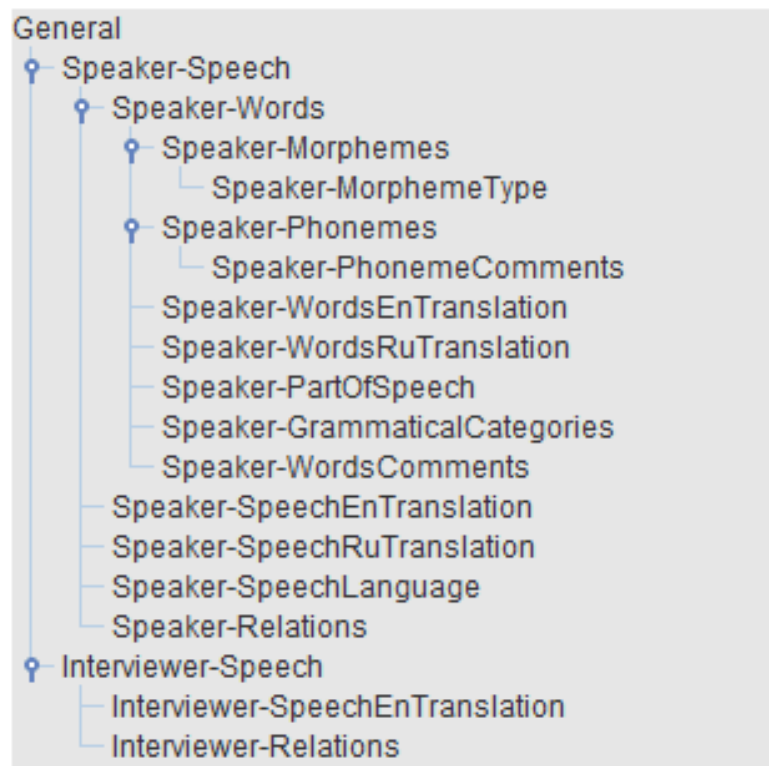 General
Speaker-Speech
Speaker-Words
Speaker-Morphemes
Speaker-MorphemeType
Speaker-Phonemes
Speaker-PhonemeComments
Speaker-WordsEnTranslation
Speaker-WordsRuTranslation
Speaker-PartOfSpeech
Speaker-GrammaticalCategories
Speaker-WordsComments
Speaker-SpeechEnTranslation
Speaker-SpeechRuTranslation
Speaker-SpeechLanguage
Speaker-Relations
Interviewer-Speech
Interviewer-SpeechEnTranslation
Interviewer-Relations